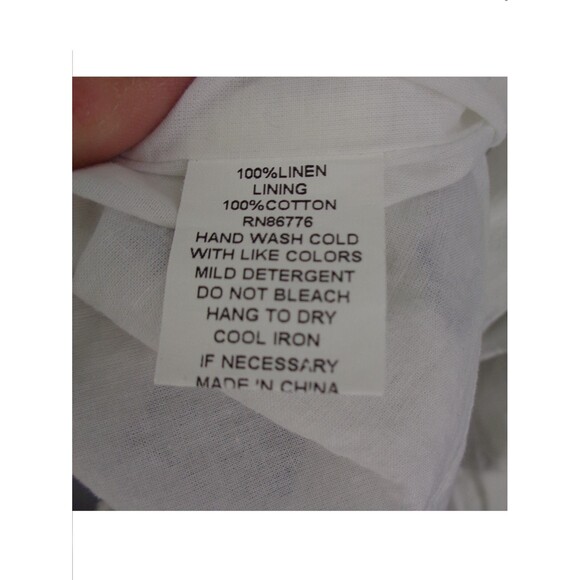 100%LINEN
LINING
100%COTTON
RN86776
HAND WASH COLD
WITH LIKE COLORS
MILD DETERGENT
DO NOT BLEACH
HANG TO DRY
COOL IRON
IF NECESSARY
MADE IN CHINA